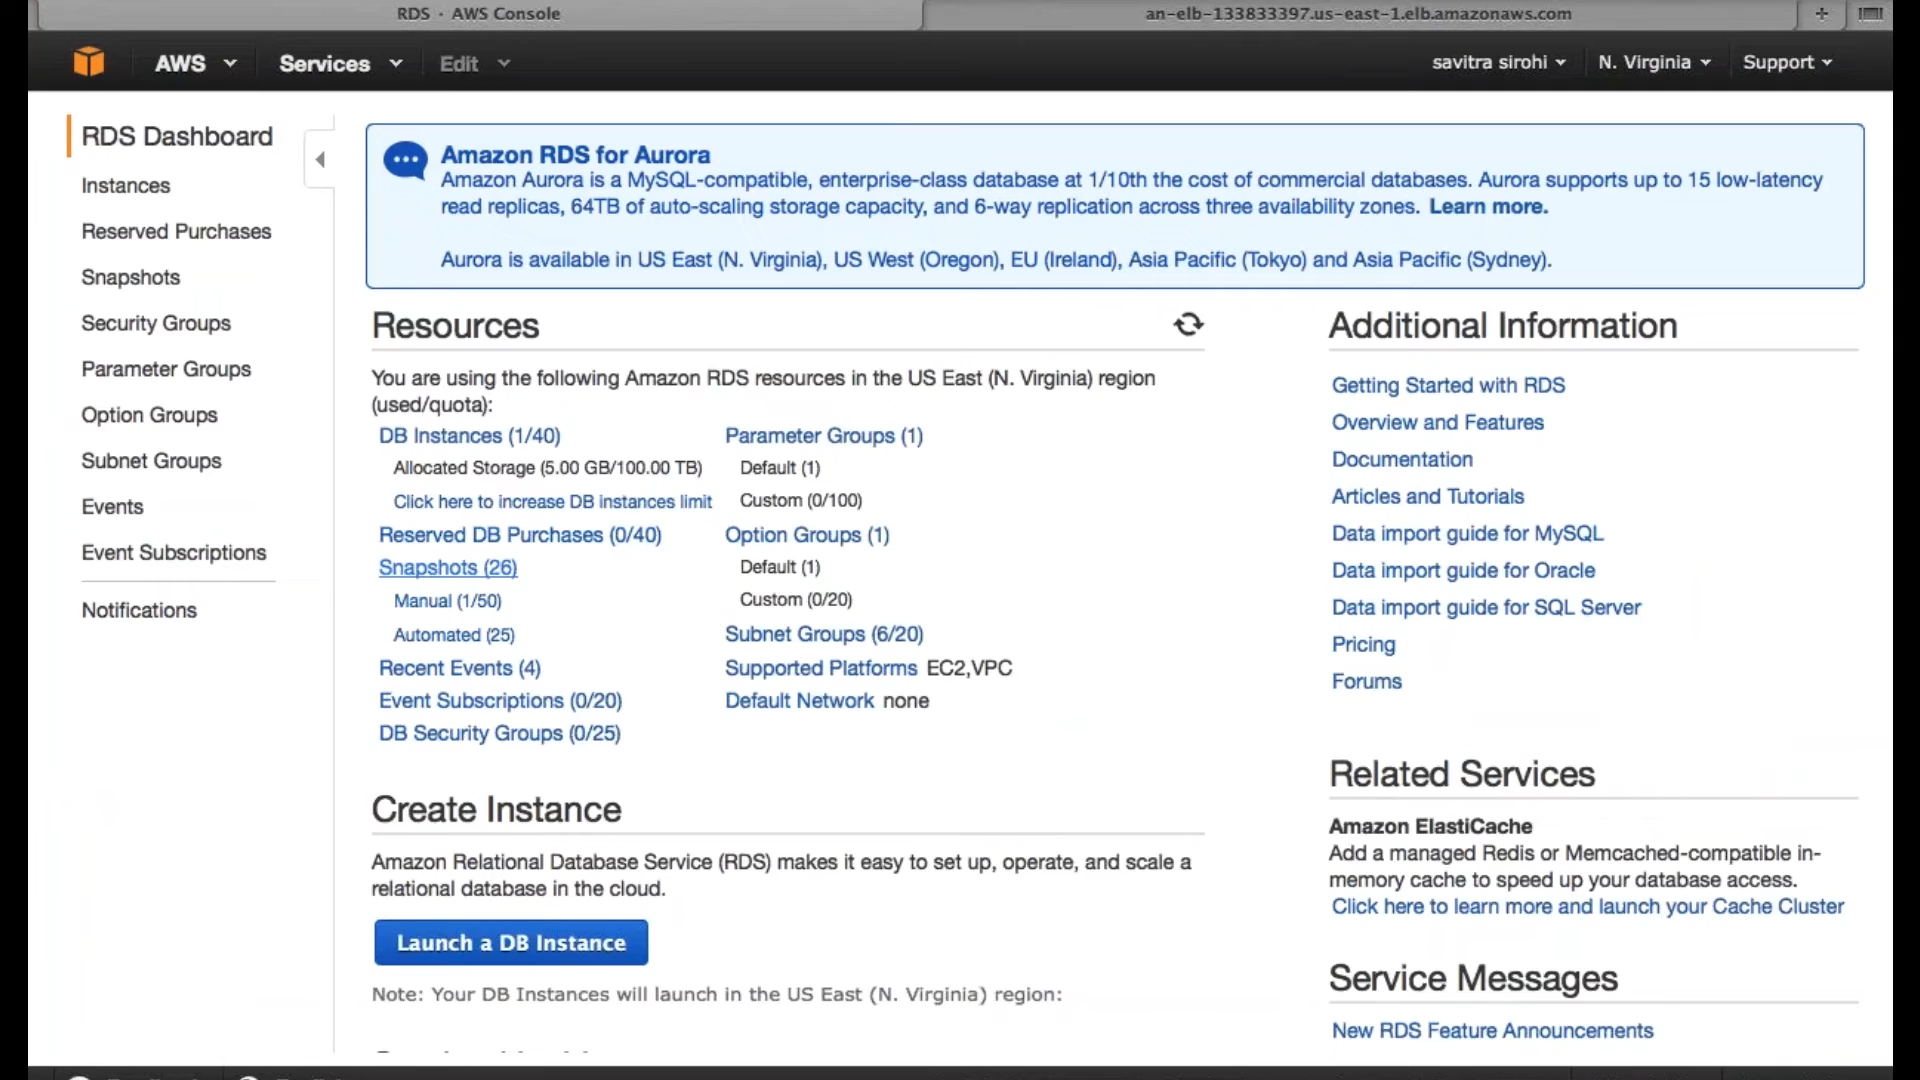 RDS · AWS Console
an-elb-133833397.us-east-1.elb.amazonaws.com
+
AWS
Services
Edit
savitra sirohi
N. Virginia
Support
RDS Dashboard
Instances
Reserved Purchases
Snapshots
Security Groups
Parameter Groups
Option Groups
Subnet Groups
Events
Event Subscriptions
Notifications
Amazon RDS for Aurora
Amazon Aurora is a MySQL-compatible, enterprise-class database at 1/10th the cost of commercial databases. Aurora supports up to 15 low-latency
read replicas, 64TB of auto-scaling storage capacity, and 6-way replication across three availability zones. Learn more.
Aurora is available in US East (N. Virginia), US West (Oregon), EU (Ireland), Asia Pacific (Tokyo) and Asia Pacific (Sydney).
Resources
You are using the following Amazon RDS resources in the US East (N. Virginia) region
(used/quota):
DB Instances (1/40)
Allocated Storage (5.00 GB/100.00 TB)
Click here to increase DB instances limit
Reserved DB Purchases (0/40)
Snapshots (26)
Manual (1/50)
Automated (25)
Recent Events (4)
Event Subscriptions (0/20)
DB Security Groups (0/25)
Parameter Groups (1)
Default (1)
Custom (0/100)
Option Groups (1)
Default (1)
Custom (0/20)
Subnet Groups (6/20)
Supported Platforms EC2,VPC
Default Network none
Create Instance
Amazon Relational Database Service (RDS) makes it easy to set up, operate, and scale a
relational database in the cloud.
Launch a DB Instance
Note: Your DB Instances will launch in the US East (N. Virginia) region:
Additional Information
Getting Started with RDS
Overview and Features
Documentation
Articles and Tutorials
Data import guide for MySQL
Data import guide for Oracle
Data import guide for SQL Server
Pricing
Forums
Related Services
Amazon ElastiCache
Add a managed Redis or Memcached-compatible in-
memory cache to speed up your database access.
Click here to learn more and launch your Cache Cluster
Service Messages
New RDS Feature Announcements